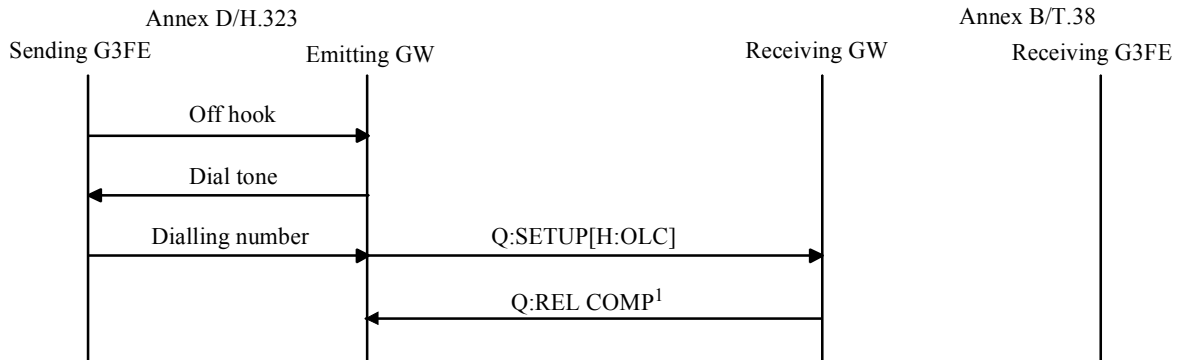 Annex D/H.323
Annex B/T.38
Sending G3FE
Emitting GW
Receiving GW
Receiving G3FE
Off hook
Dial tone
Dialling number
Q:SETUP[H:OLC]
Q:REL COMP¹